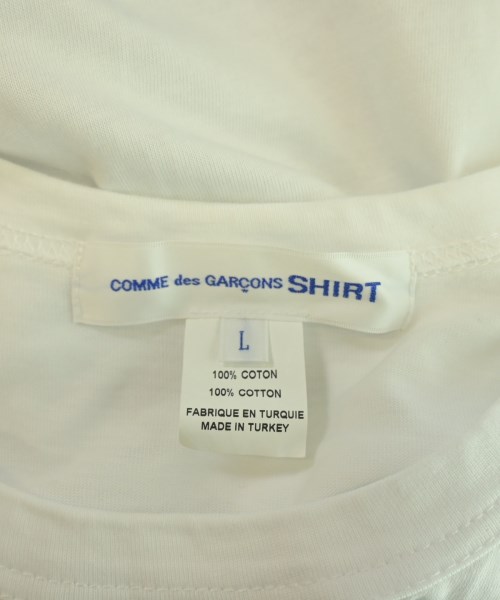 COMME des GARÇONS SHIRT
L
100% COTON
100% COTTON
FABRIQUE EN TURQUIE
MADE IN TURKEY